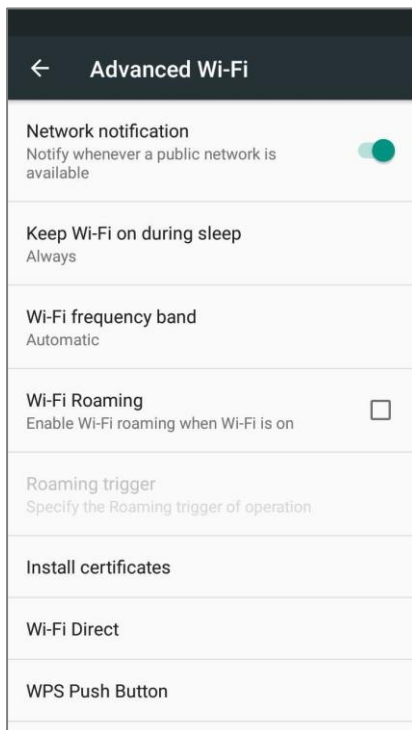 Advanced Wi-Fi
Network notification
Notify whenever a public network is
available
Keep Wi-Fi on during sleep
Always
Wi-Fi frequency band
Automatic
Wi-Fi Roaming
Enable Wi-Fi roaming when Wi-Fi is on
Roaming trigger
Specify the Roaming trigger of operation
Install certificates
Wi-Fi Direct
WPS Push Button